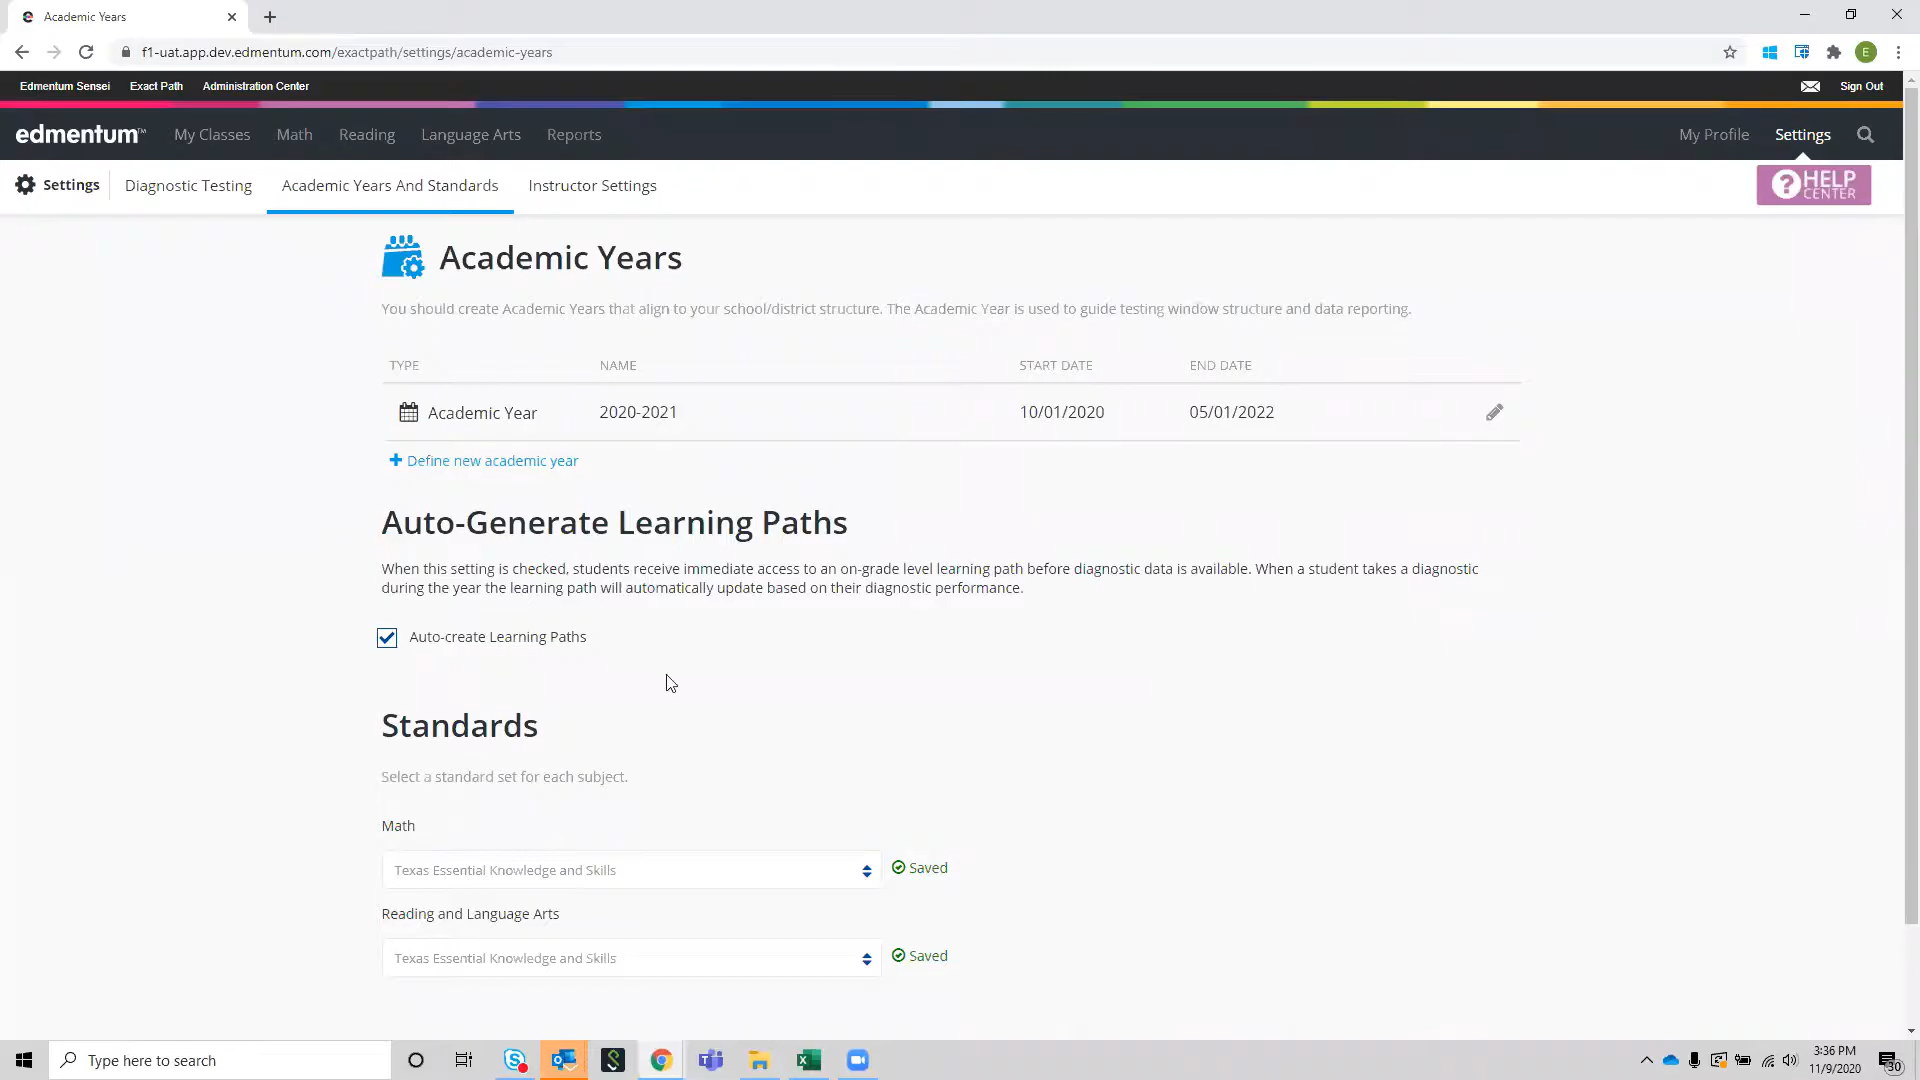 Academic Years
f1-uat.app.dev.edmentum.com/exactpath/settings/academic-years
E
Edmentum Sensei Exact Path Administration Center Sign Out
edmentum™ My Classes Math Reading Language Arts Reports My Profile Settings
Settings Diagnostic Testing Academic Years And Standards Instructor Settings ? HELP CENTER
Academic Years
You should create Academic Years that align to your school/district structure. The Academic Year is used to guide testing window structure and data reporting.
TYPE NAME START DATE END DATE
Academic Year 2020-2021 10/01/2020 05/01/2022
+ Define new academic year
Auto-Generate Learning Paths
When this setting is checked, students receive immediate access to an on-grade level learning path before diagnostic data is available. When a student takes a diagnostic
during the year the learning path will automatically update based on their diagnostic performance.
Auto-create Learning Paths
Standards
Select a standard set for each subject.
Math
Texas Essential Knowledge and Skills Saved
Reading and Language Arts
Texas Essential Knowledge and Skills Saved
Type here to search
3:36 PM
11/9/2020
30